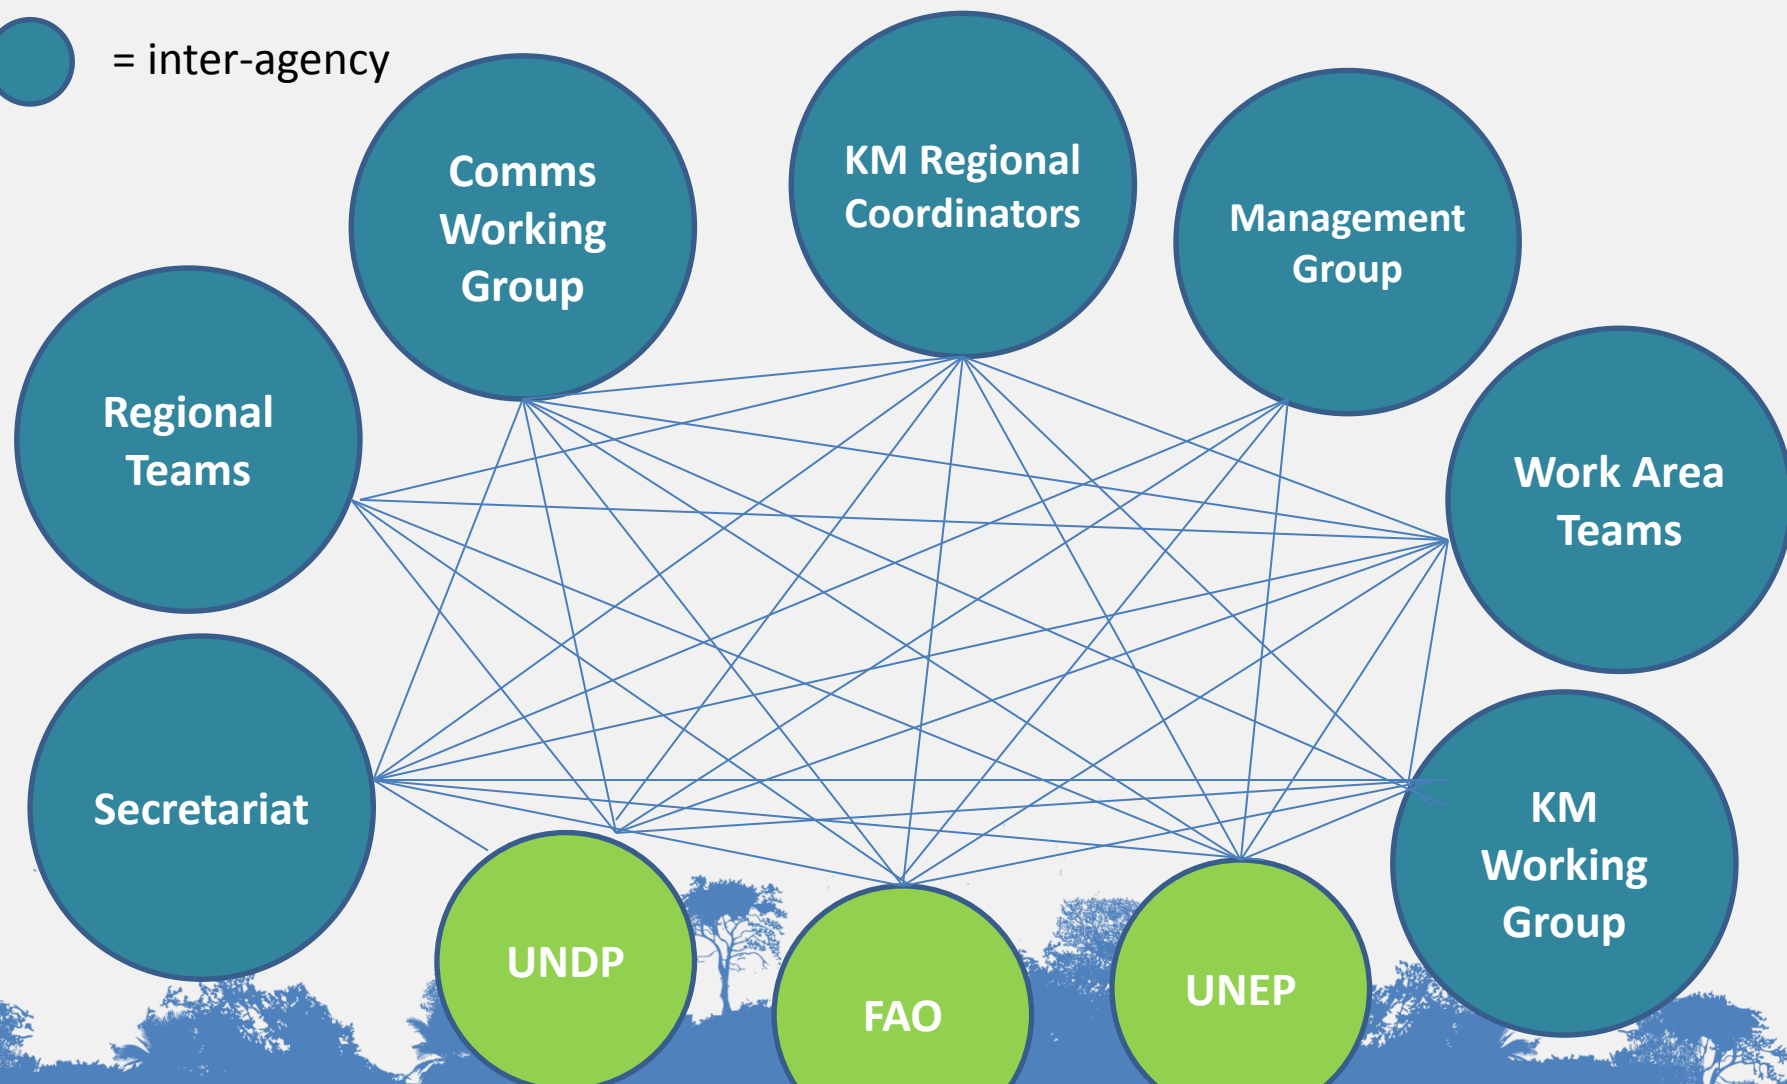 = inter-agency
Comms
Working
Group
KM Regional
Coordinators
Management
Group
Regional
Teams
Work Area
Teams
Secretariat
KM
Working
Group
UNDP
FAO
UNEP